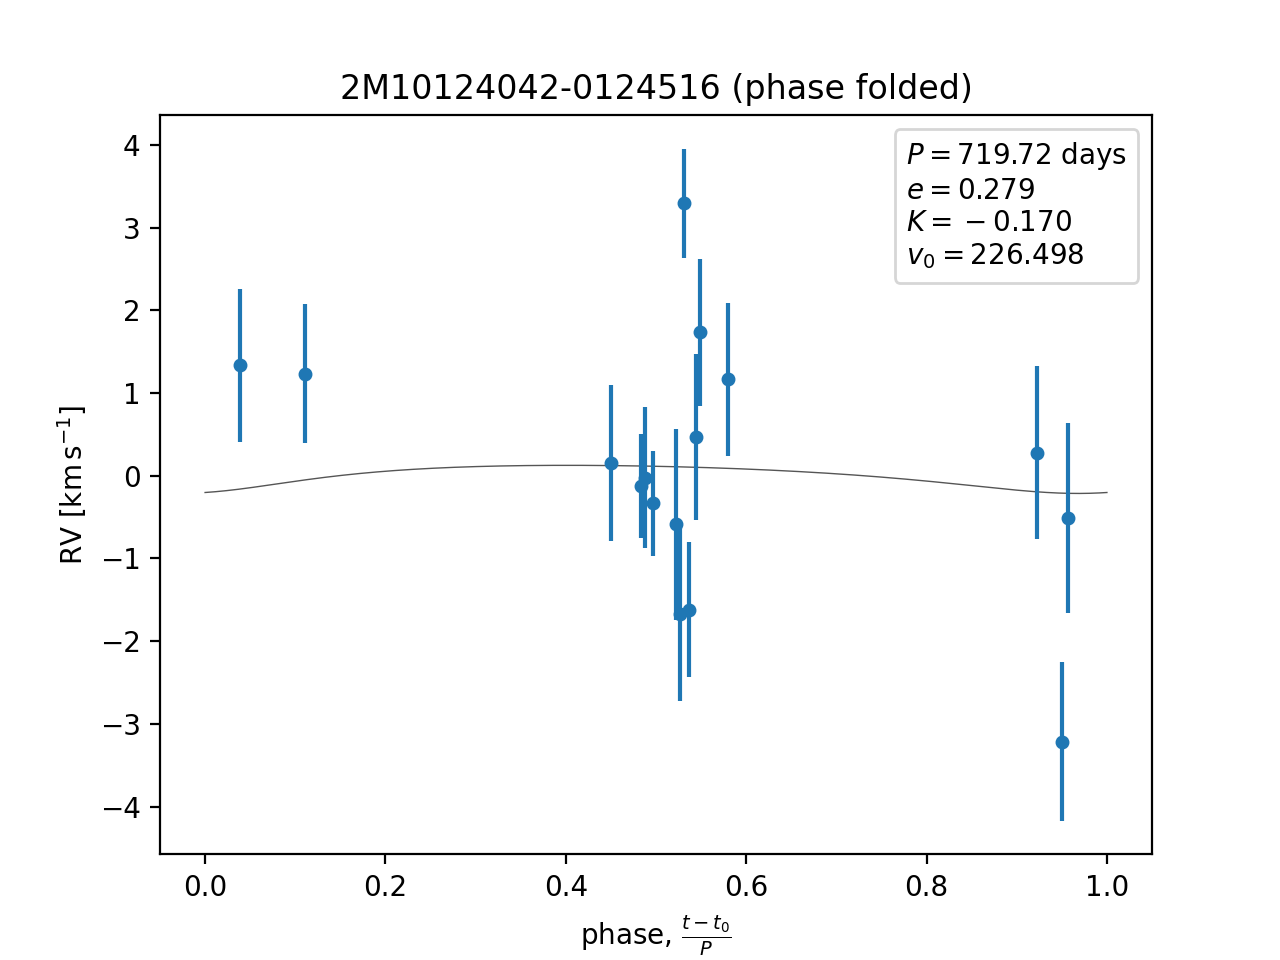 2M10124042-0124516 (phase folded)
P = 719.72 days
e = 0.279
K = −0.170
v₀ = 226.498
RV [km s⁻¹]
4
3
2
1
0
−1
−2
−3
−4
0.0 0.2 0.4 0.6 0.8 1.0
phase, (t − t₀)/P